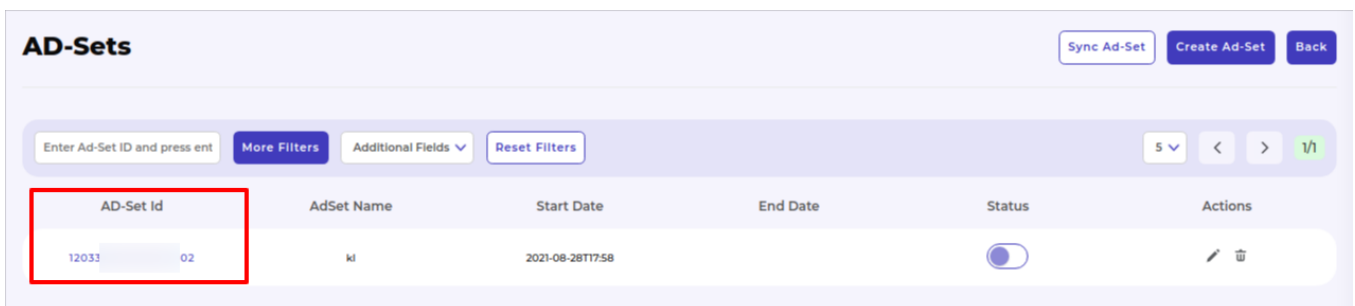 AD-Sets
Sync Ad-Set Create Ad-Set Back
Enter Ad-Set ID and press ent More Filters Additional Fields Reset Filters 5 < > 1/1
AD-Set Id AdSet Name Start Date End Date Status Actions
12033 02 kl 2021-08-28T17:58